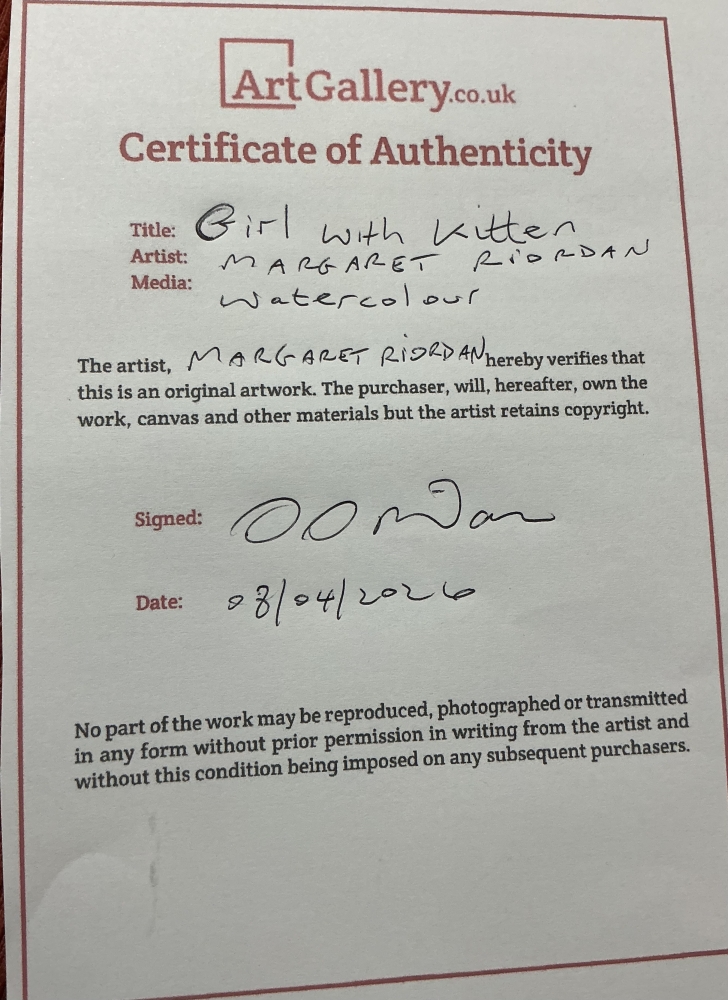 ArtGallery.co.uk
Certificate of Authenticity
Title: Girl with Kitten
Artist: MARGARET RIORDAN
Media: watercolour
The artist, MARGARET RIORDAN hereby verifies that
this is an original artwork. The purchaser, will, hereafter, own the
work, canvas and other materials but the artist retains copyright.
Signed:
Date: 08/04/2026
No part of the work may be reproduced, photographed or transmitted
in any form without prior permission in writing from the artist and
without this condition being imposed on any subsequent purchasers.